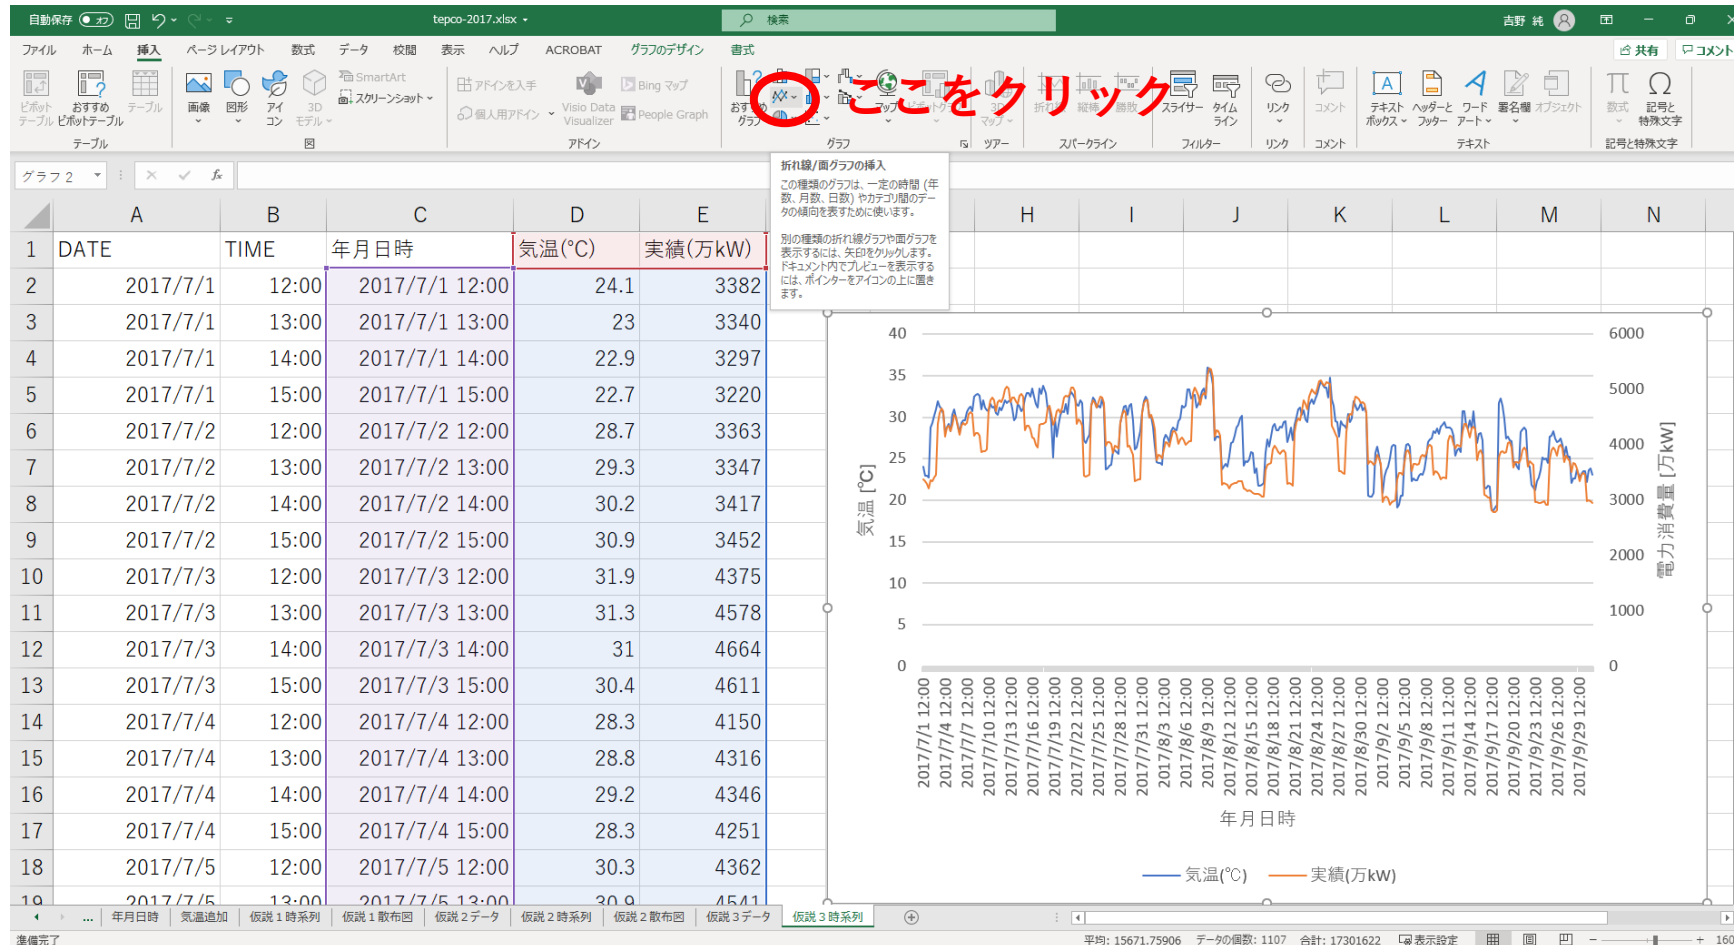 自動保存 オフ tepco-2017.xlsx 検索 吉野 純
ファイル ホーム 挿入 ページ レイアウト 数式 データ 校閲 表示 ヘルプ ACROBAT グラフのデザイン 書式 共有 コメント
ピボットテーブル おすすめピボットテーブル テーブル
画像 図形 アイコン 3Dモデル
SmartArt
スクリーンショット
アドインを入手
個人用アドイン
Visio Data Visualizer
Bing マップ
People Graph
おすすめグラフ
ここをクリック
スライサー タイムライン
リンク
コメント
テキストボックス ヘッダーとフッター ワードアート 署名欄 オブジェクト
数式 記号と特殊文字
テーブル 図 アドイン グラフ ツアー スパークライン フィルター リンク コメント テキスト 記号と特殊文字
グラフ 2 fx
折れ線/面グラフの挿入
この種類のグラフは、一定の時間 (年
数、月数、日数) やカテゴリ間のデー
タの傾向を表すために使います。
別の種類の折れ線グラフや面グラフを
表示するには、矢印をクリックします。
ドキュメント内でプレビューを表示する
には、ポインターをアイコンの上に置き
ます。
A B C D E H I J K L M N
1 DATE TIME 年月日時 気温(℃) 実績(万kW)
2 2017/7/1 12:00 2017/7/1 12:00 24.1 3382
3 2017/7/1 13:00 2017/7/1 13:00 23 3340
4 2017/7/1 14:00 2017/7/1 14:00 22.9 3297
5 2017/7/1 15:00 2017/7/1 15:00 22.7 3220
6 2017/7/2 12:00 2017/7/2 12:00 28.7 3363
7 2017/7/2 13:00 2017/7/2 13:00 29.3 3347
8 2017/7/2 14:00 2017/7/2 14:00 30.2 3417
9 2017/7/2 15:00 2017/7/2 15:00 30.9 3452
10 2017/7/3 12:00 2017/7/3 12:00 31.9 4375
11 2017/7/3 13:00 2017/7/3 13:00 31.3 4578
12 2017/7/3 14:00 2017/7/3 14:00 31 4664
13 2017/7/3 15:00 2017/7/3 15:00 30.4 4611
14 2017/7/4 12:00 2017/7/4 12:00 28.3 4150
15 2017/7/4 13:00 2017/7/4 13:00 28.8 4316
16 2017/7/4 14:00 2017/7/4 14:00 29.2 4346
17 2017/7/4 15:00 2017/7/4 15:00 28.3 4251
18 2017/7/5 12:00 2017/7/5 12:00 30.3 4362
19 2017/7/5 13:00 2017/7/5 13:00 30.9 4541
40
35
30
25
20
15
10
5
0
気温 [℃]
6000
5000
4000
3000
2000
1000
0
電力消費量 [万kW]
2017/7/1 12:00
2017/7/4 12:00
2017/7/7 12:00
2017/7/10 12:00
2017/7/13 12:00
2017/7/16 12:00
2017/7/19 12:00
2017/7/22 12:00
2017/7/25 12:00
2017/7/28 12:00
2017/7/31 12:00
2017/8/3 12:00
2017/8/6 12:00
2017/8/9 12:00
2017/8/12 12:00
2017/8/15 12:00
2017/8/18 12:00
2017/8/21 12:00
2017/8/24 12:00
2017/8/27 12:00
2017/8/30 12:00
2017/9/2 12:00
2017/9/5 12:00
2017/9/8 12:00
2017/9/11 12:00
2017/9/14 12:00
2017/9/17 12:00
2017/9/20 12:00
2017/9/23 12:00
2017/9/26 12:00
2017/9/29 12:00
年月日時
気温(℃) 実績(万kW)
... 年月日時 気温追加 仮説１時系列 仮説１散布図 仮説２データ 仮説２時系列 仮説２散布図 仮説３データ 仮説３時系列
準備完了 平均: 15671.75906 データの個数: 1107 合計: 17301622 表示設定 160